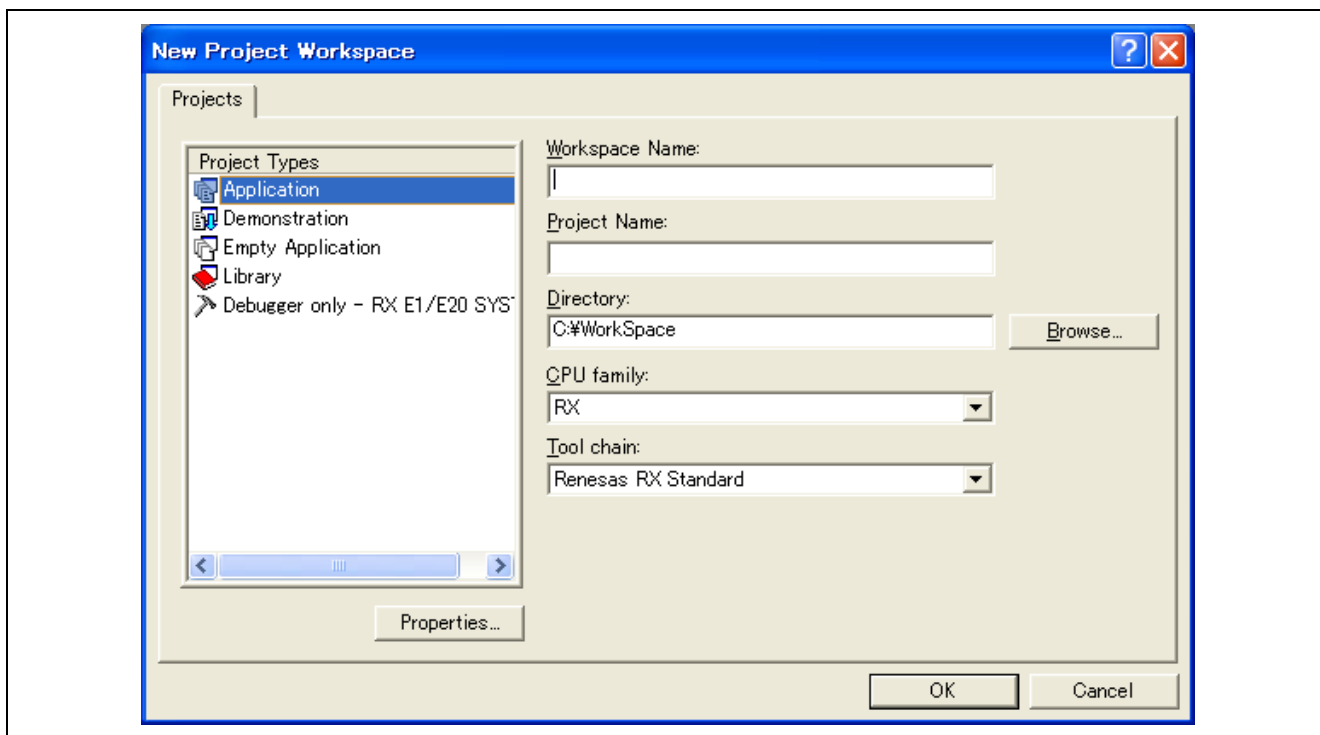 New Project Workspace
Projects
Project Types
Application
Demonstration
Empty Application
Library
Debugger only - RX E1/E20 SYS
Properties...
Workspace Name:
Project Name:
Directory:
C:¥WorkSpace
Browse...
CPU family:
RX
Tool chain:
Renesas RX Standard
OK
Cancel